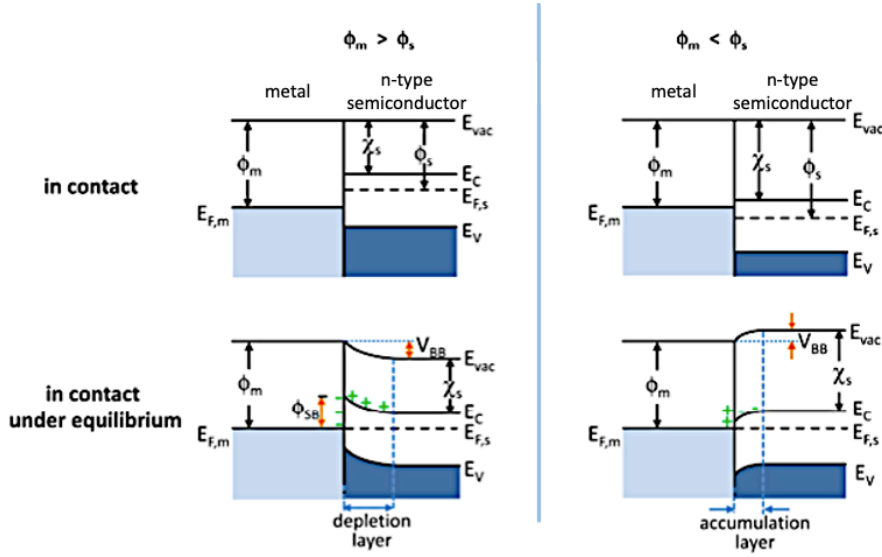 ϕm > ϕs
ϕm < ϕs
metal
n-type
semiconductor
metal
n-type
semiconductor
in contact
ϕm
χs
ϕs
Evac
EC
EF,s
EV
EF,m
ϕm
χs
ϕs
Evac
EC
EF,s
EV
EF,m
in contact
under equilibrium
ϕm
ϕSB
VBB
Evac
χs
EC
EF,s
EV
EF,m
+ + + +
- - -
depletion
layer
ϕm
VBB
Evac
χs
EC
EF,s
EV
EF,m
+
+
- -
accumulation
layer